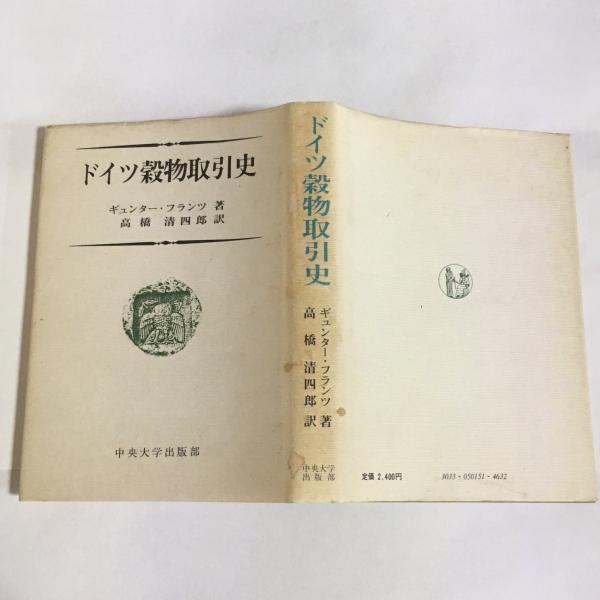 ドイツ穀物取引史
ギュンター・フランツ 著
高橋 清四郎 訳
中央大学出版部
ドイツ穀物取引史
ギュンター・フランツ 著
高橋 清四郎 訳
中央大学
出版部
定価 2,400円
3033 - 050151 - 4632